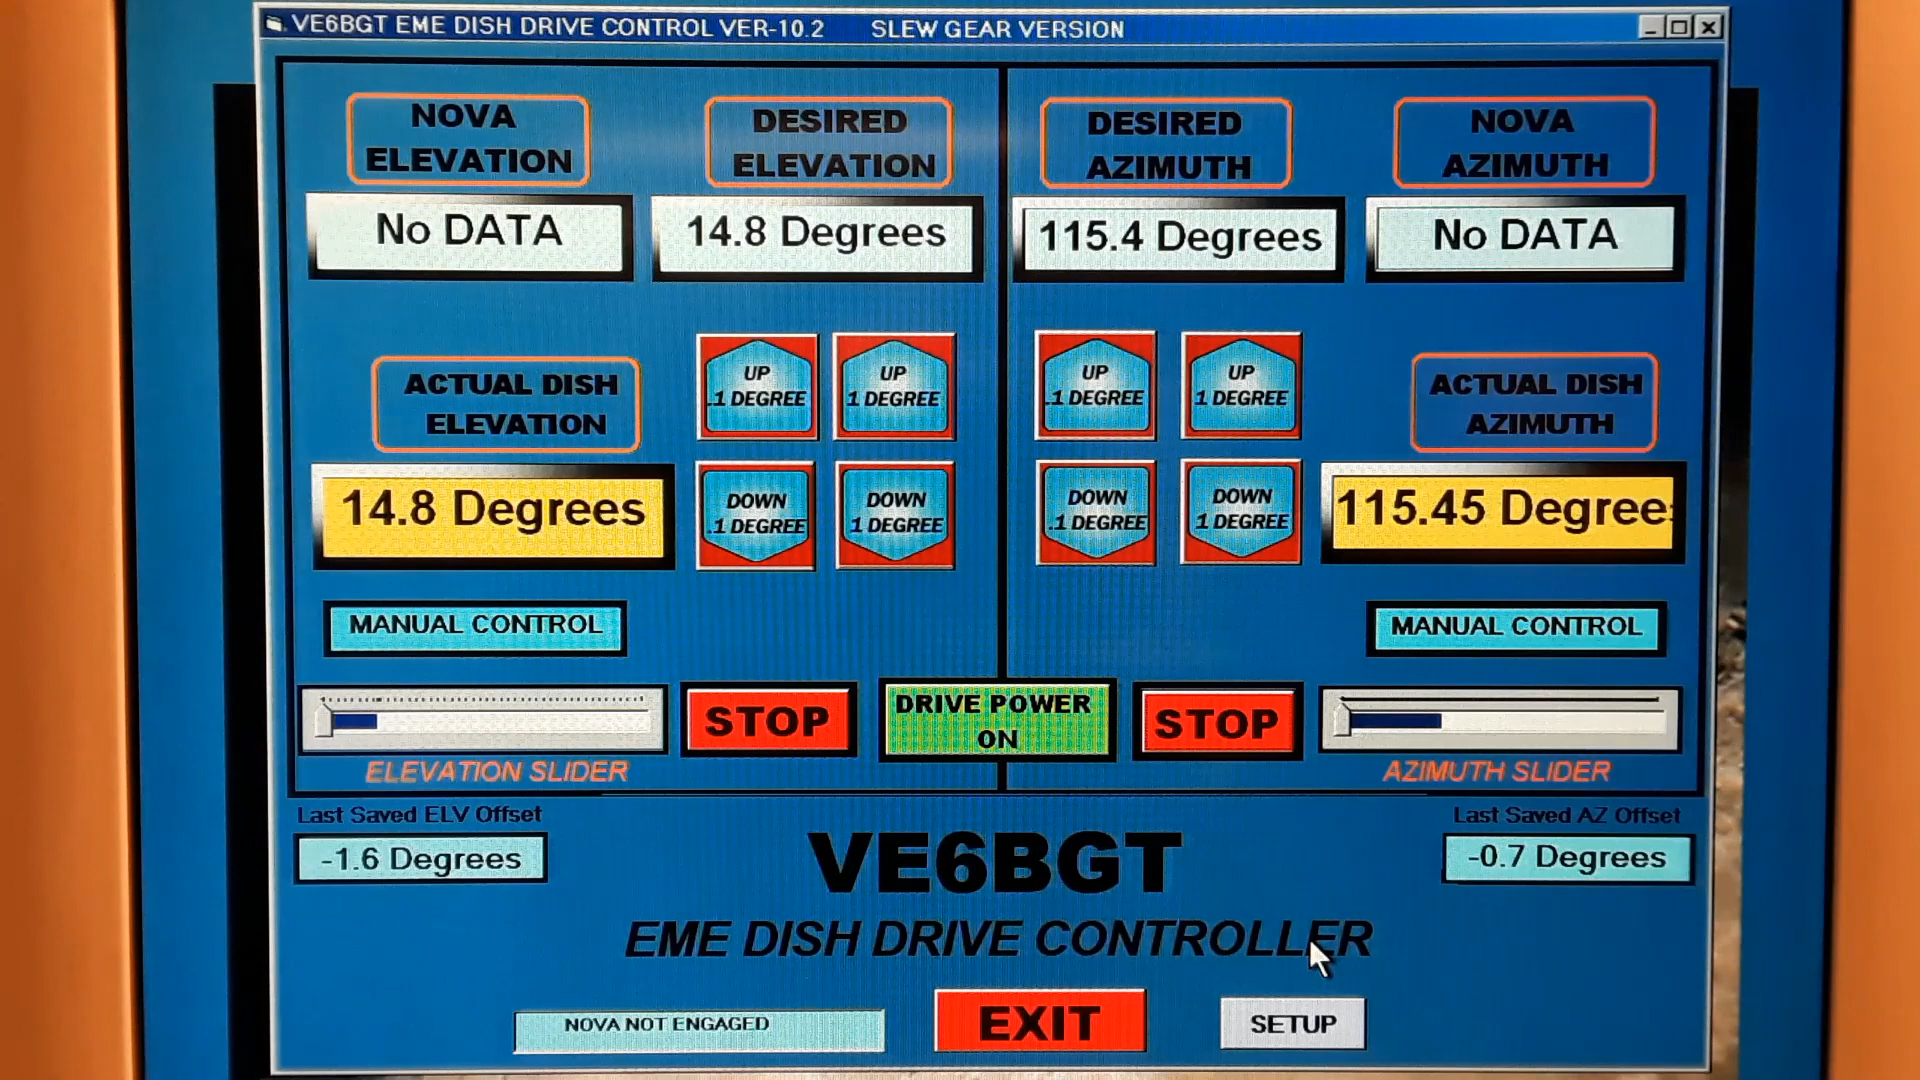 VE6BGT EME DISH DRIVE CONTROL VER-10.2 SLEW GEAR VERSION
NOVA
ELEVATION
DESIRED
ELEVATION
DESIRED
AZIMUTH
NOVA
AZIMUTH
No DATA
14.8 Degrees
115.4 Degrees
No DATA
ACTUAL DISH
ELEVATION
UP
.1 DEGREE
UP
1 DEGREE
UP
.1 DEGREE
UP
1 DEGREE
ACTUAL DISH
AZIMUTH
14.8 Degrees
DOWN
.1 DEGREE
DOWN
1 DEGREE
DOWN
.1 DEGREE
DOWN
1 DEGREE
115.45 Degree
MANUAL CONTROL
MANUAL CONTROL
STOP
DRIVE POWER
ON
STOP
ELEVATION SLIDER
AZIMUTH SLIDER
Last Saved ELV Offset
Last Saved AZ Offset
-1.6 Degrees
-0.7 Degrees
VE6BGT
EME DISH DRIVE CONTROLLER
NOVA NOT ENGAGED
EXIT
SETUP